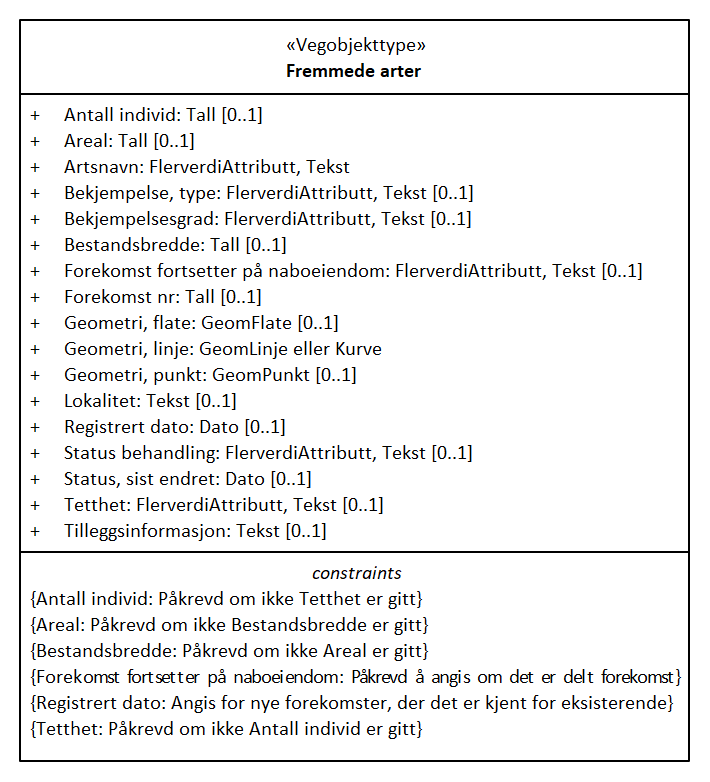 «Vegobjekttype»
Fremmede arter
+ Antall individ: Tall [0..1]
+ Areal: Tall [0..1]
+ Artsnavn: FlerverdiAttributt, Tekst
+ Bekjempelse, type: FlerverdiAttributt, Tekst [0..1]
+ Bekjempelsesgrad: FlerverdiAttributt, Tekst [0..1]
+ Bestandsbredde: Tall [0..1]
+ Forekomst fortsetter på naboeiendom: FlerverdiAttributt, Tekst [0..1]
+ Forekomst nr: Tall [0..1]
+ Geometri, flate: GeomFlate [0..1]
+ Geometri, linje: GeomLinje eller Kurve
+ Geometri, punkt: GeomPunkt [0..1]
+ Lokalitet: Tekst [0..1]
+ Registrert dato: Dato [0..1]
+ Status behandling: FlerverdiAttributt, Tekst [0..1]
+ Status, sist endret: Dato [0..1]
+ Tetthet: FlerverdiAttributt, Tekst [0..1]
+ Tilleggsinformasjon: Tekst [0..1]
constraints
{Antall individ: Påkrevd om ikke Tetthet er gitt}
{Areal: Påkrevd om ikke Bestandsbredde er gitt}
{Bestandsbredde: Påkrevd om ikke Areal er gitt}
{Forekomst fortsetter på naboeiendom: Påkrevd å angis om det er delt forekomst}
{Registrert dato: Angis for nye forekomster, der det er kjent for eksisterende}
{Tetthet: Påkrevd om ikke Antall individ er gitt}